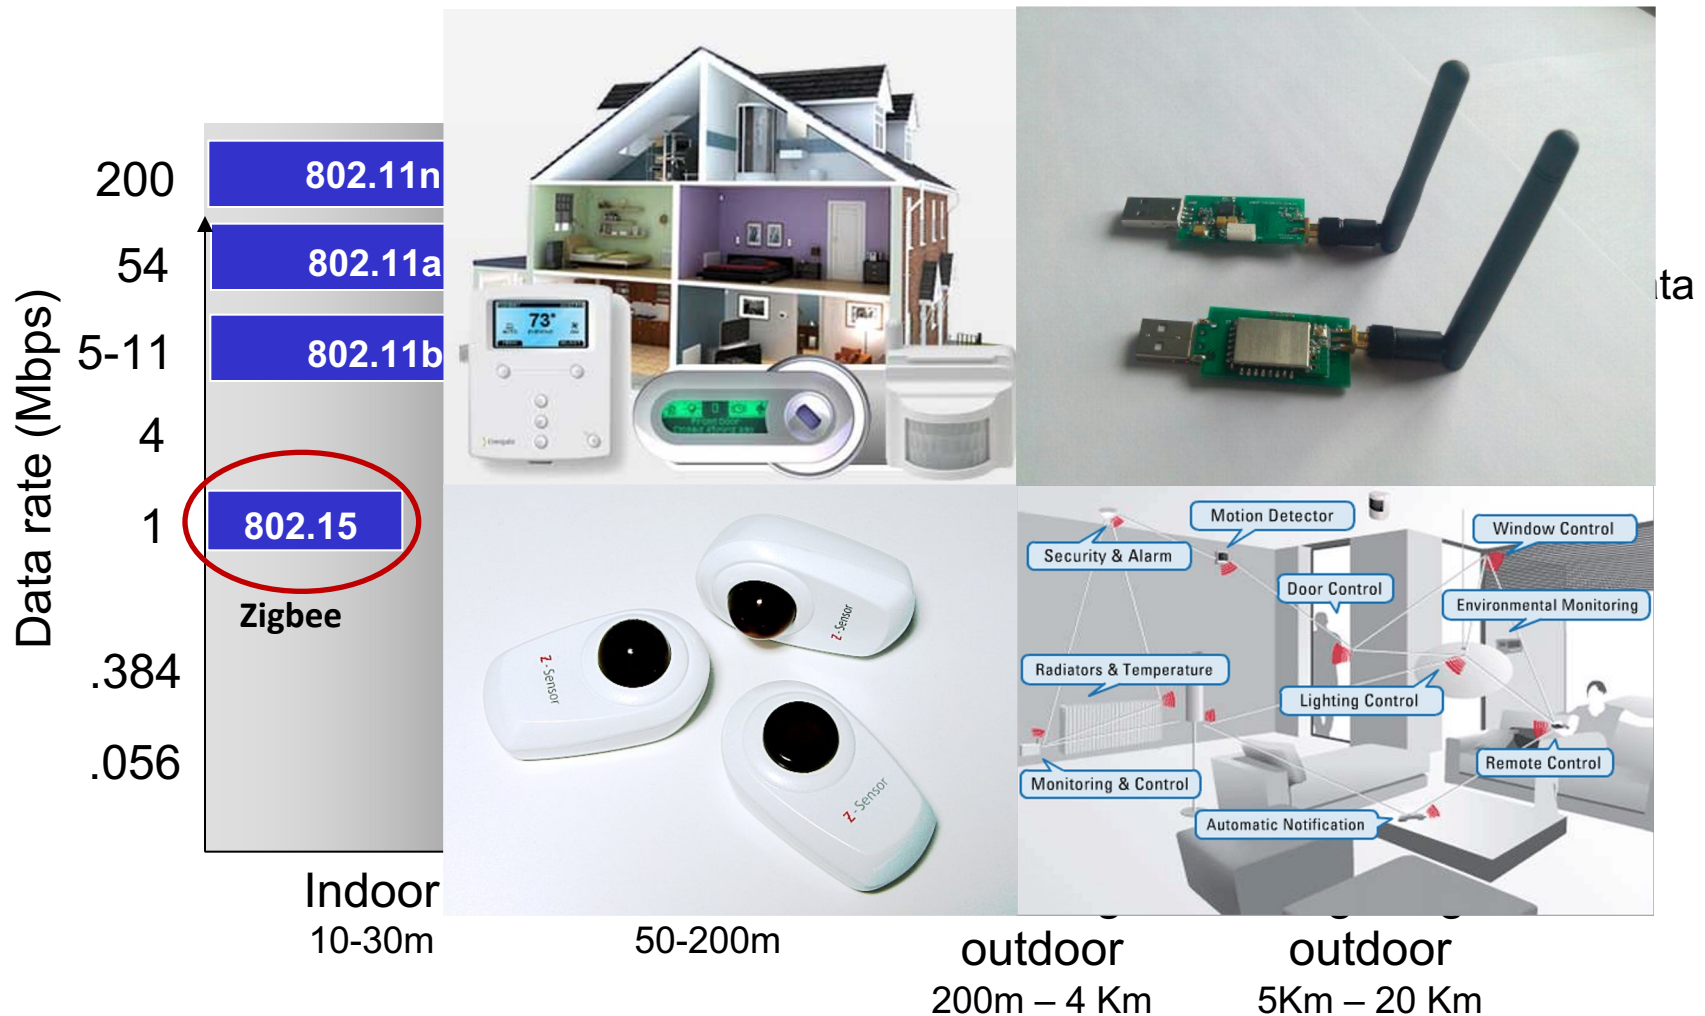 200
802.11n
54
802.11a
ta
5-11
802.11b
4
1
802.15
Zigbee
.384
.056
Data rate (Mbps)
73°
Front Door
Z-Sensor
Z-Sensor
Z-Sensor
Motion Detector
Window Control
Security & Alarm
Door Control
Environmental Monitoring
Radiators & Temperature
Lighting Control
Remote Control
Monitoring & Control
Automatic Notification
Indoor
10-30m
50-200m
outdoor
200m – 4 Km
outdoor
5Km – 20 Km